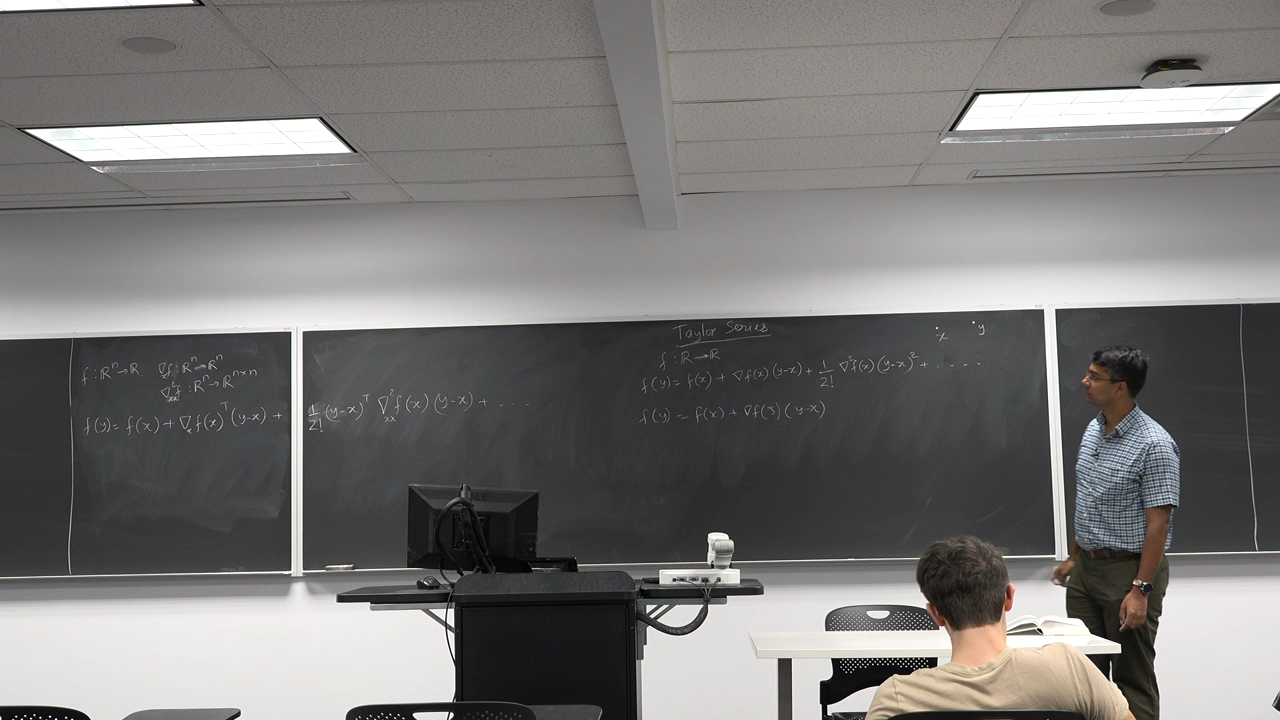 f : ℝⁿ→ℝ ∇ₓf : ℝⁿ→ℝⁿ
∇²ₓₓf : ℝⁿ→ℝⁿˣⁿ
f(y) = f(x) + ∇ₓf(x)ᵀ(y-x) + 1/2! (y-x)ᵀ ∇²ₓₓf(x) (y-x) + ....
Taylor Series
f : ℝ→ℝ
f(y) = f(x) + ∇f(x)(y-x) + 1/2! ∇²f(x)(y-x)² + ......
f(y) = f(x) + ∇f(x)(y-x)
x y